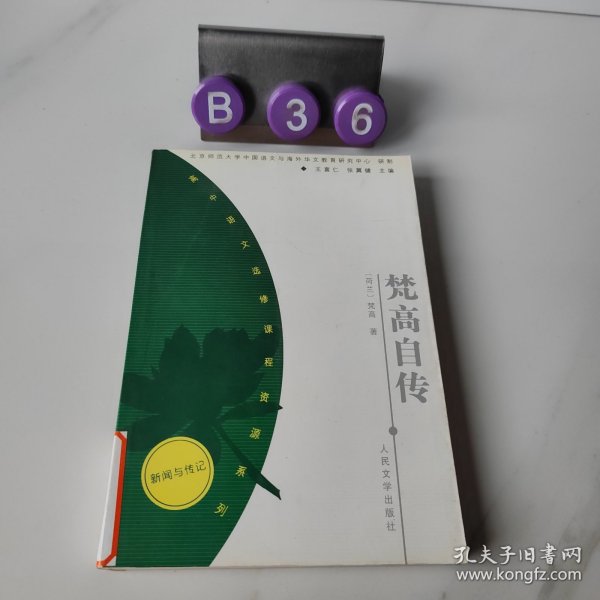 B 3 6
北京师范大学中国语文与海外华文教育研究中心 研制
◆ 王富仁 张冀健 主编
高中语文选修课程资源系列
梵高自传
〔荷兰〕梵高 著
人民文学出版社
新闻与传记
孔夫子旧书网
www.kongfz.com